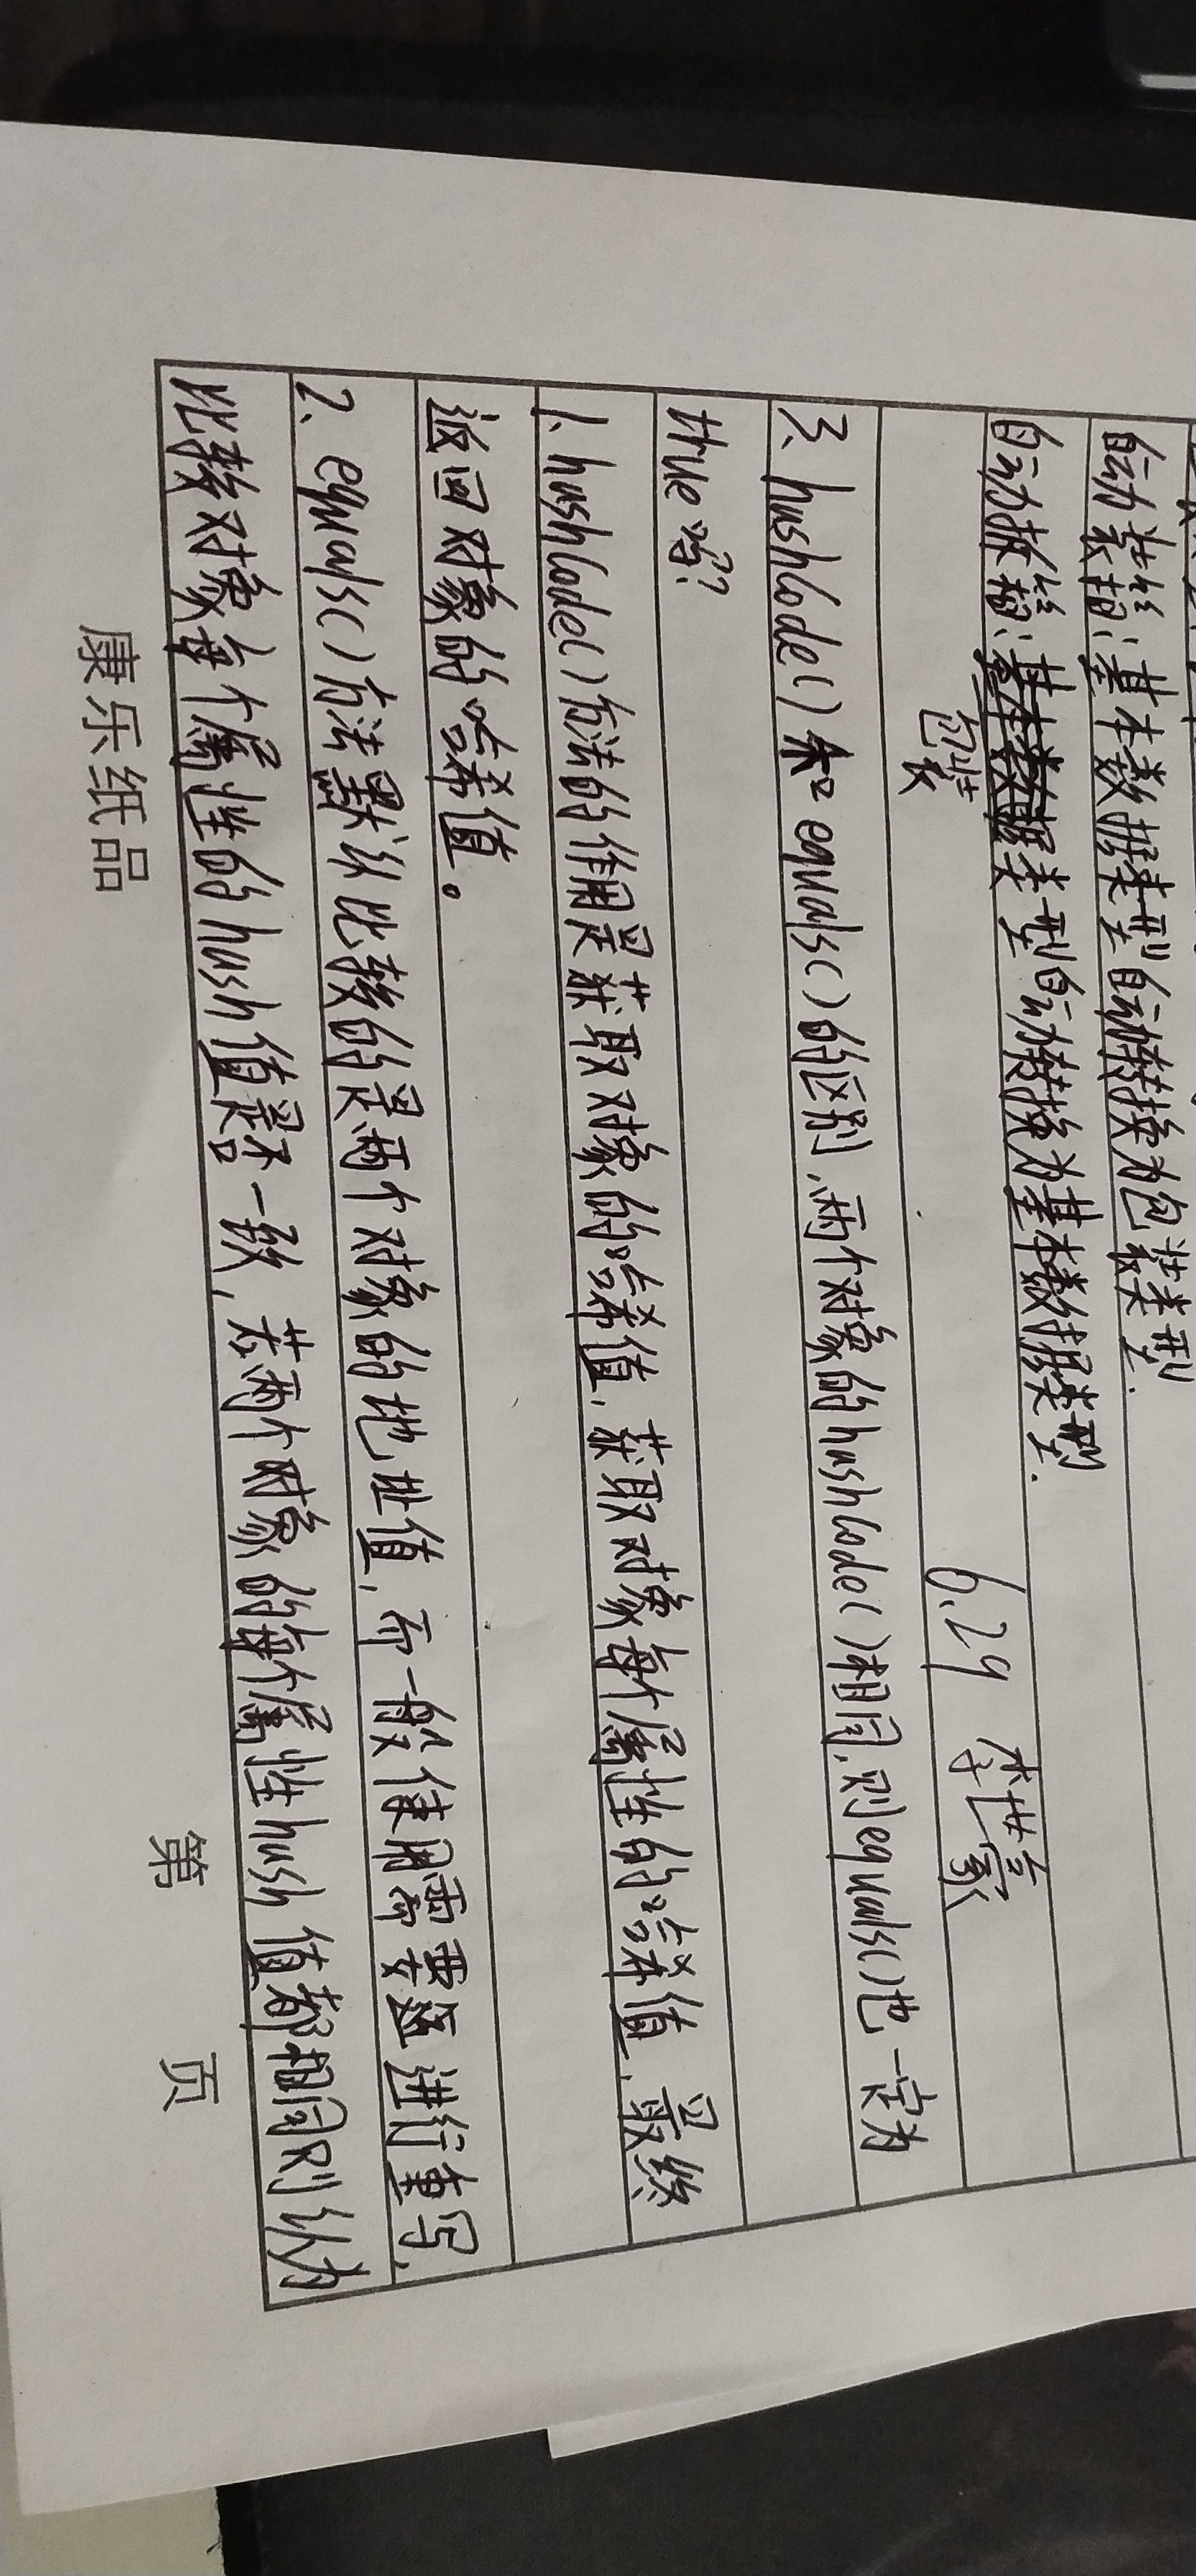 自动装箱:基本数据类型自动转换为包装类型.
自动拆箱:基本数据类型自动转换为基本数据类型.
包装
6.29 李世豪
3、hashCode()和equals()的区别,两个对象的hashCode()相同,则equals()也一定为
true吗?
1、hashCode()方法的作用是获取对象的哈希值,获取对象每个属性的哈希值,最终
返回对象的哈希值。
2、equals()方法默认比较的是两个对象的地址值,而一般使用需要进行重写,
比较对象每个属性的hash值是否一致,若两个对象的每个属性hash值都相同则认为
康乐纸品 第 页